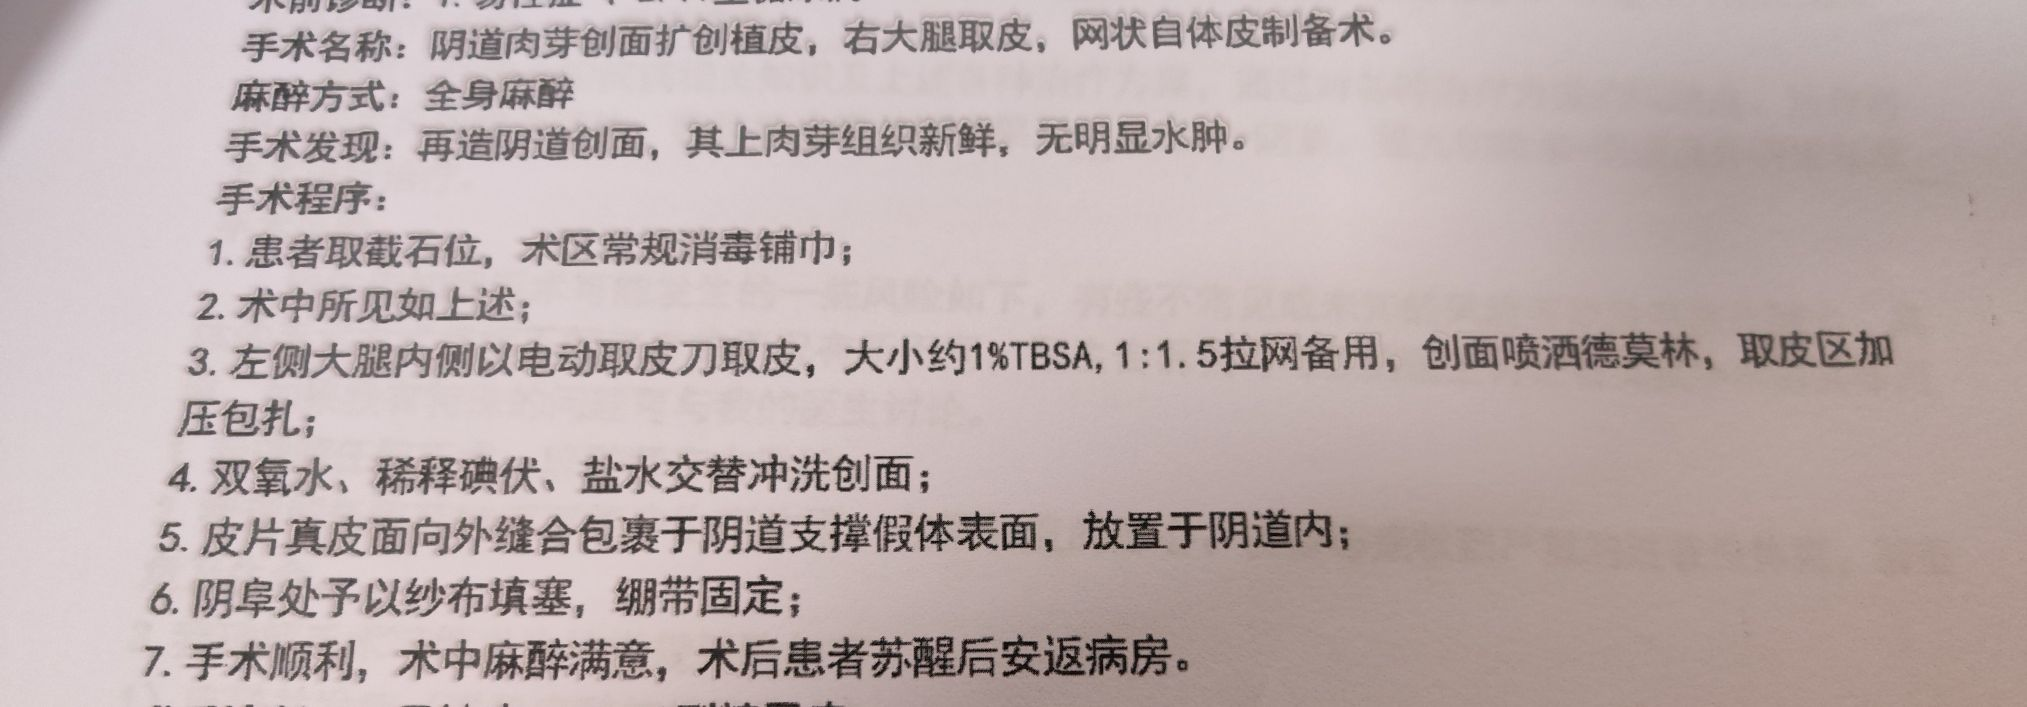 手术名称：阴道肉芽创面扩创植皮，右大腿取皮，网状自体皮制备术。
麻醉方式：全身麻醉
手术发现：再造阴道创面，其上肉芽组织新鲜，无明显水肿。
手术程序：
1. 患者取截石位，术区常规消毒铺巾；
2. 术中所见如上述；
3. 左侧大腿内侧以电动取皮刀取皮，大小约1%TBSA, 1:1.5拉网备用，创面喷洒德莫林，取皮区加
压包扎；
4. 双氧水、稀释碘伏、盐水交替冲洗创面；
5. 皮片真皮面向外缝合包裹于阴道支撑假体表面，放置于阴道内；
6. 阴阜处予以纱布填塞，绷带固定；
7. 手术顺利，术中麻醉满意，术后患者苏醒后安返病房。